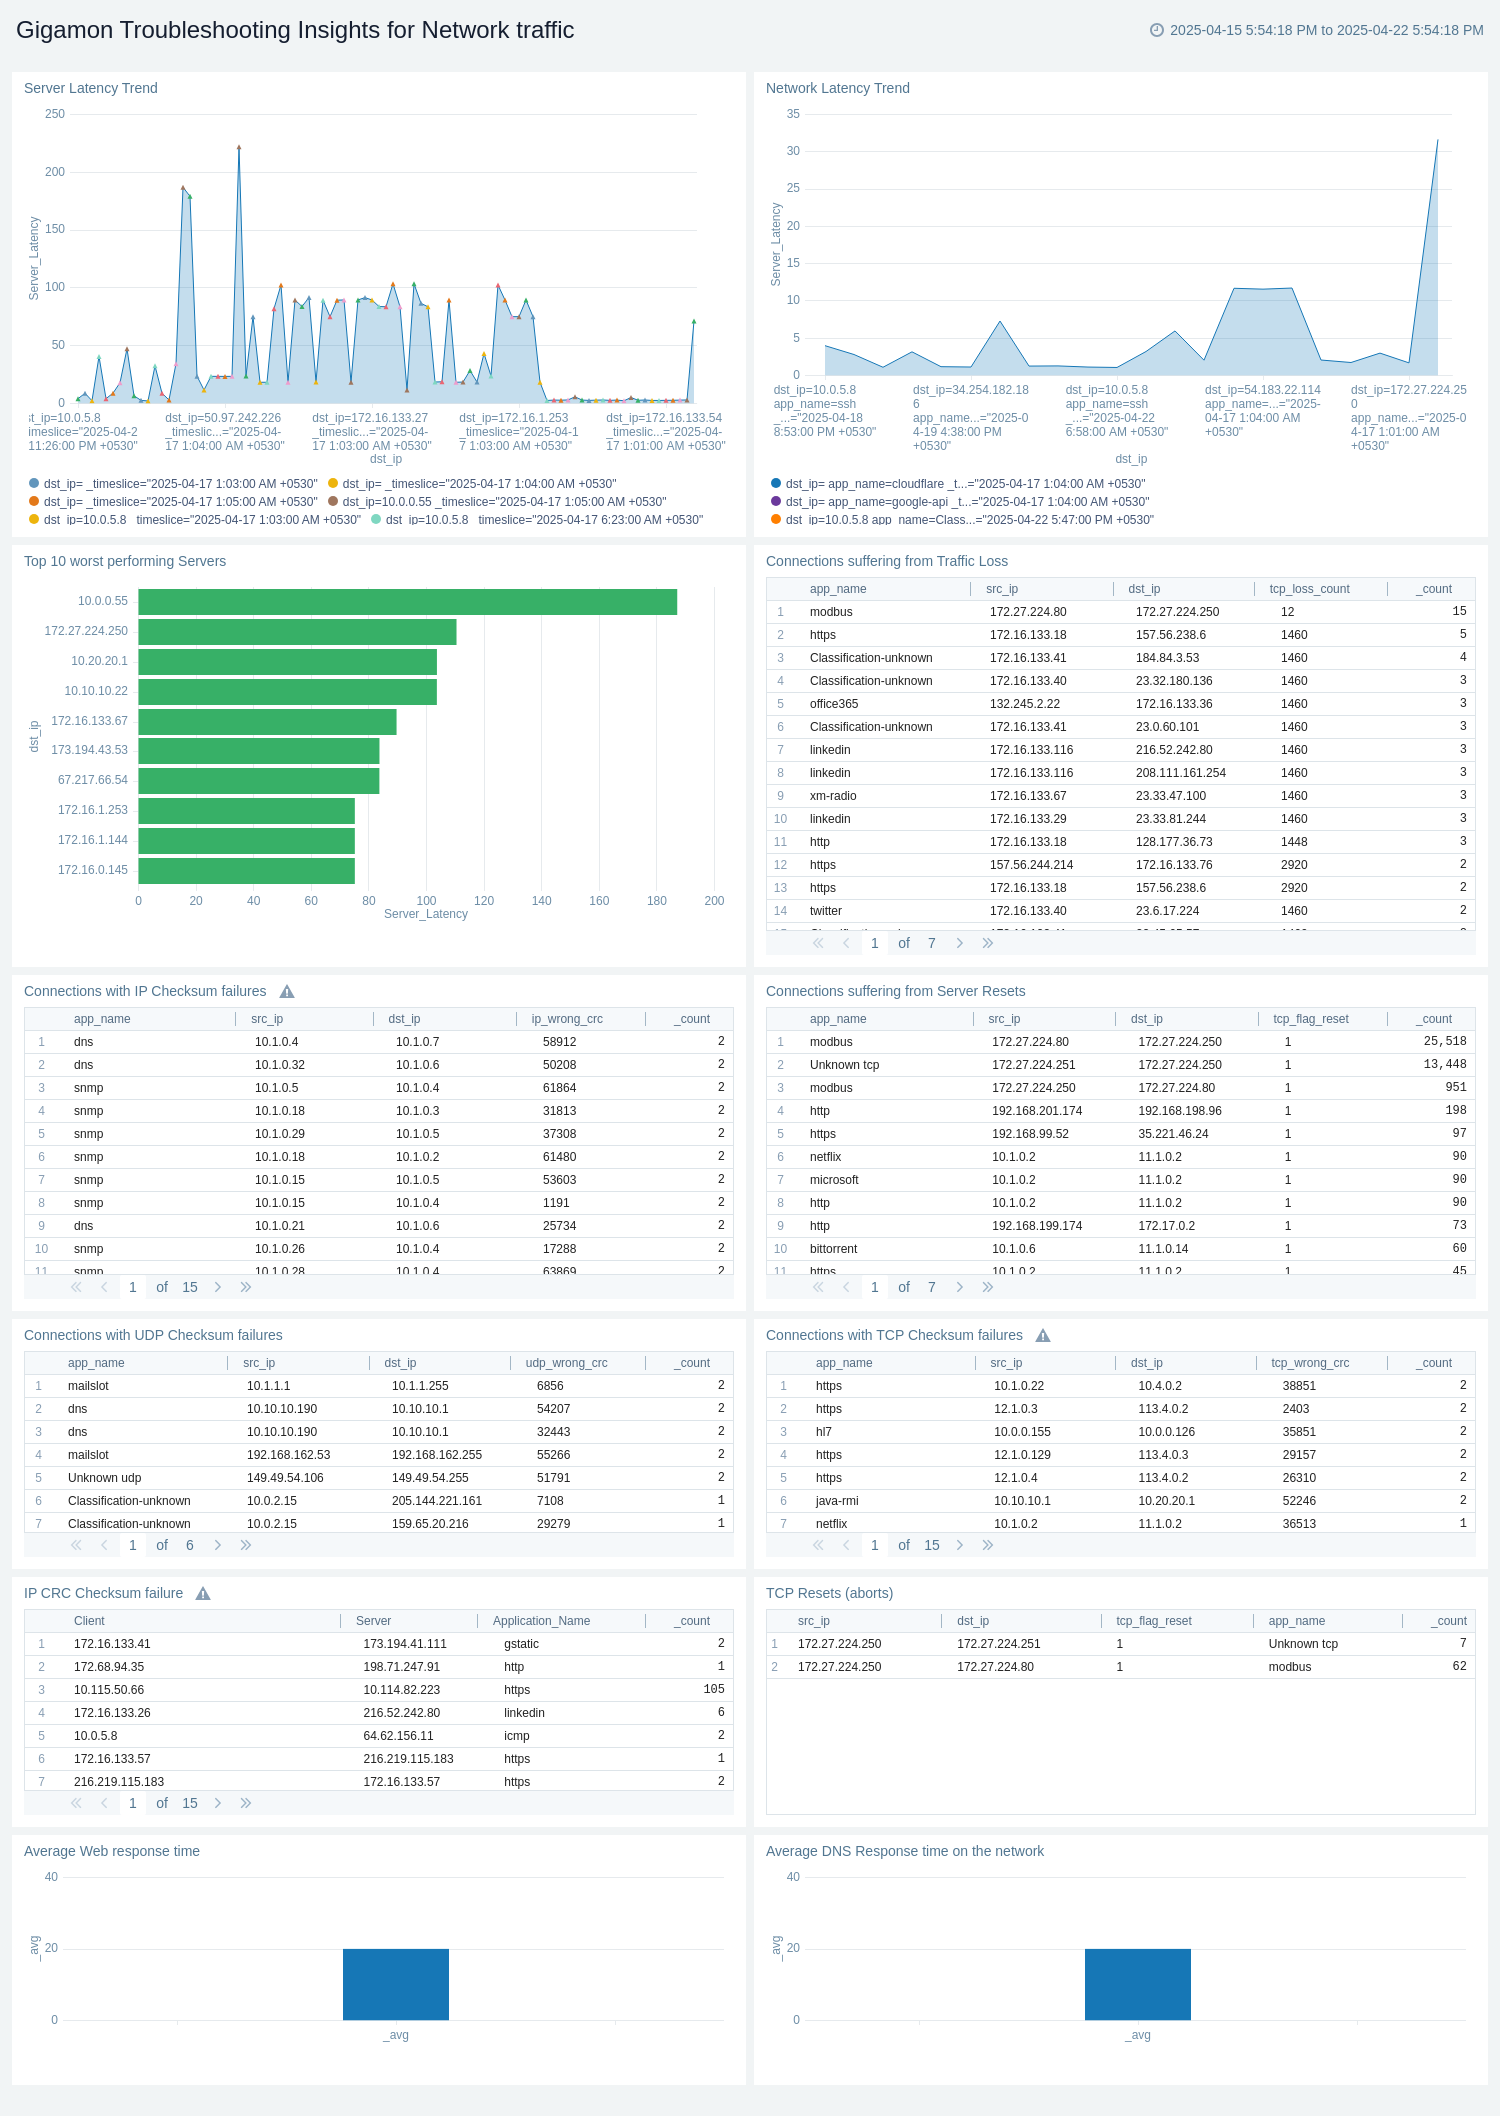 Gigamon Troubleshooting Insights for Network traffic
2025-04-15 5:54:18 PM to 2025-04-22 5:54:18 PM
Server Latency Trend
250
200
150
100
50
0
Server_Latency
dst_ip=10.0.5.8 dst_ip=50.97.242.226 dst_ip=172.16.133.27 dst_ip=172.16.1.253 dst_ip=172.16.133.54
imeslice="2025-04-2 _timeslic...="2025-04- _timeslic...="2025-04- _timeslice="2025-04-1 _timeslic...="2025-04-
11:26:00 PM +0530" 17 1:04:00 AM +0530" 17 1:03:00 AM +0530" 7 1:03:00 AM +0530" 17 1:01:00 AM +0530"
dst_ip
dst_ip= _timeslice="2025-04-17 1:03:00 AM +0530" dst_ip= _timeslice="2025-04-17 1:04:00 AM +0530"
dst_ip= _timeslice="2025-04-17 1:05:00 AM +0530" dst_ip=10.0.0.55 _timeslice="2025-04-17 1:05:00 AM +0530"
dst_ip=10.0.5.8 _timeslice="2025-04-17 1:03:00 AM +0530" dst_ip=10.0.5.8 _timeslice="2025-04-17 6:23:00 AM +0530"
Network Latency Trend
35
30
25
20
15
10
5
0
Server_Latency
dst_ip=10.0.5.8 dst_ip=34.254.182.18 dst_ip=10.0.5.8 dst_ip=54.183.22.114 dst_ip=172.27.224.25
app_name=ssh 6 app_name=ssh app_name=..."2025- 0
_...="2025-04-18 app_name...="2025-0 _...="2025-04-22 04-17 1:04:00 AM app_name...="2025-0
8:53:00 PM +0530" 4-19 4:38:00 PM 6:58:00 AM +0530" +0530" 4-17 1:01:00 AM
+0530" +0530"
dst_ip
dst_ip= app_name=cloudflare _t...="2025-04-17 1:04:00 AM +0530"
dst_ip= app_name=google-api _t...="2025-04-17 1:04:00 AM +0530"
dst_ip=10.0.5.8 app_name=Class...="2025-04-22 5:47:00 PM +0530"
Top 10 worst performing Servers
dst_ip
10.0.0.55
172.27.224.250
10.20.20.1
10.10.10.22
172.16.133.67
173.194.43.53
67.217.66.54
172.16.1.253
172.16.1.144
172.16.0.145
0 20 40 60 80 100 120 140 160 180 200
Server_Latency
Connections suffering from Traffic Loss
app_name src_ip dst_ip tcp_loss_count _count
1 modbus 172.27.224.80 172.27.224.250 12 15
2 https 172.16.133.18 157.56.238.6 1460 5
3 Classification-unknown 172.16.133.41 184.84.3.53 1460 4
4 Classification-unknown 172.16.133.40 23.32.180.136 1460 3
5 office365 132.245.2.22 172.16.133.36 1460 3
6 Classification-unknown 172.16.133.41 23.0.60.101 1460 3
7 linkedin 172.16.133.116 216.52.242.80 1460 3
8 linkedin 172.16.133.116 208.111.161.254 1460 3
9 xm-radio 172.16.133.67 23.33.47.100 1460 3
10 linkedin 172.16.133.29 23.33.81.244 1460 3
11 http 172.16.133.18 128.177.36.73 1448 3
12 https 157.56.244.214 172.16.133.76 2920 2
13 https 172.16.133.18 157.56.238.6 2920 2
14 twitter 172.16.133.40 23.6.17.224 1460 2
1 of 7
Connections with IP Checksum failures
app_name src_ip dst_ip ip_wrong_crc _count
1 dns 10.1.0.4 10.1.0.7 58912 2
2 dns 10.1.0.32 10.1.0.6 50208 2
3 snmp 10.1.0.5 10.1.0.4 61864 2
4 snmp 10.1.0.18 10.1.0.3 31813 2
5 snmp 10.1.0.29 10.1.0.5 37308 2
6 snmp 10.1.0.18 10.1.0.2 61480 2
7 snmp 10.1.0.15 10.1.0.5 53603 2
8 snmp 10.1.0.15 10.1.0.4 1191 2
9 dns 10.1.0.21 10.1.0.6 25734 2
10 snmp 10.1.0.26 10.1.0.4 17288 2
11 snmp 10.1.0.28 10.1.0.4 63869 2
1 of 15
Connections suffering from Server Resets
app_name src_ip dst_ip tcp_flag_reset _count
1 modbus 172.27.224.80 172.27.224.250 1 25,518
2 Unknown tcp 172.27.224.251 172.27.224.250 1 13,448
3 modbus 172.27.224.250 172.27.224.80 1 951
4 http 192.168.201.174 192.168.198.96 1 198
5 https 192.168.99.52 35.221.46.24 1 97
6 netflix 10.1.0.2 11.1.0.2 1 90
7 microsoft 10.1.0.2 11.1.0.2 1 90
8 http 10.1.0.2 11.1.0.2 1 90
9 http 192.168.199.174 172.17.0.2 1 73
10 bittorrent 10.1.0.6 11.1.0.14 1 60
11 https 10.1.0.2 11.1.0.2 1 45
1 of 7
Connections with UDP Checksum failures
app_name src_ip dst_ip udp_wrong_crc _count
1 mailslot 10.1.1.1 10.1.1.255 6856 2
2 dns 10.10.10.190 10.10.10.1 54207 2
3 dns 10.10.10.190 10.10.10.1 32443 2
4 mailslot 192.168.162.53 192.168.162.255 55266 2
5 Unknown udp 149.49.54.106 149.49.54.255 51791 2
6 Classification-unknown 10.0.2.15 205.144.221.161 7108 1
7 Classification-unknown 10.0.2.15 159.65.20.216 29279 1
1 of 6
Connections with TCP Checksum failures
app_name src_ip dst_ip tcp_wrong_crc _count
1 https 10.1.0.22 10.4.0.2 38851 2
2 https 12.1.0.3 113.4.0.2 2403 2
3 hl7 10.0.0.155 10.0.0.126 35851 2
4 https 12.1.0.129 113.4.0.3 29157 2
5 https 12.1.0.4 113.4.0.2 26310 2
6 java-rmi 10.10.10.1 10.20.20.1 52246 2
7 netflix 10.1.0.2 11.1.0.2 36513 1
1 of 15
IP CRC Checksum failure
Client Server Application_Name _count
1 172.16.133.41 173.194.41.111 gstatic 2
2 172.68.94.35 198.71.247.91 http 1
3 10.115.50.66 10.114.82.223 https 105
4 172.16.133.26 216.52.242.80 linkedin 6
5 10.0.5.8 64.62.156.11 icmp 2
6 172.16.133.57 216.219.115.183 https 1
7 216.219.115.183 172.16.133.57 https 2
1 of 15
TCP Resets (aborts)
src_ip dst_ip tcp_flag_reset app_name _count
1 172.27.224.250 172.27.224.251 1 Unknown tcp 7
2 172.27.224.250 172.27.224.80 1 modbus 62
Average Web response time
40
20
0
_avg
_avg
Average DNS Response time on the network
40
20
0
_avg
_avg